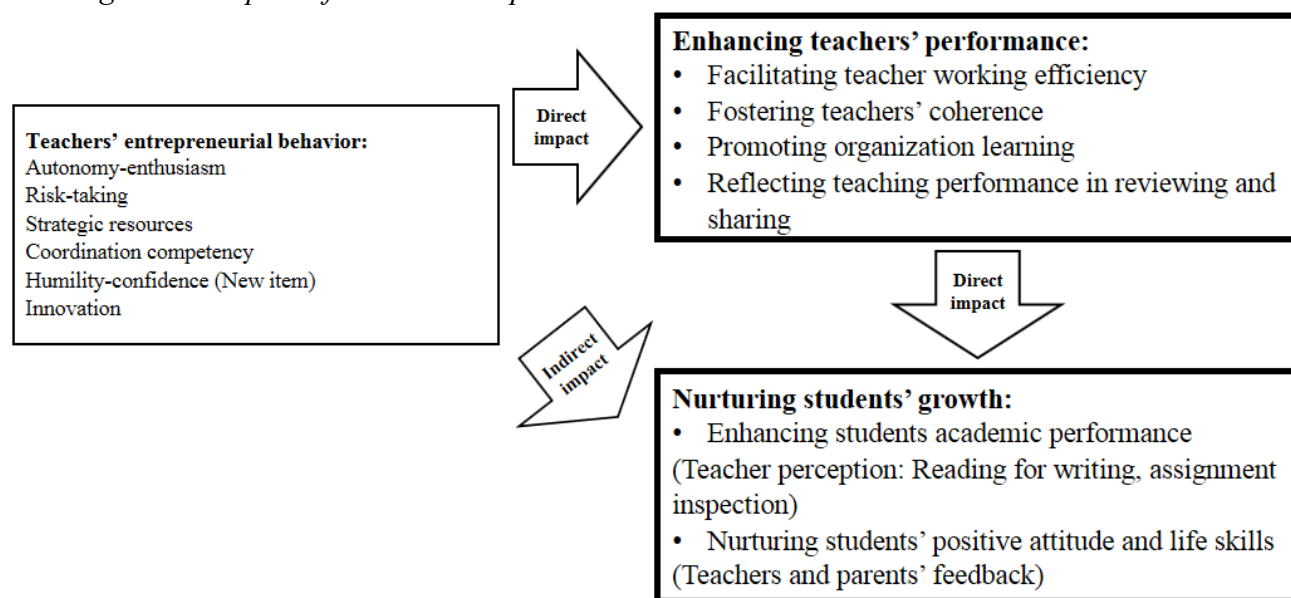 Teachers' entrepreneurial behavior:
Autonomy-enthusiasm
Risk-taking
Strategic resources
Coordination competency
Humility-confidence (New item)
Innovation
Direct
impact
Enhancing teachers' performance:
• Facilitating teacher working efficiency
• Fostering teachers' coherence
• Promoting organization learning
• Reflecting teaching performance in reviewing and
sharing
Direct
impact
Indirect
impact
Nurturing students' growth:
• Enhancing students academic performance
(Teacher perception: Reading for writing, assignment
inspection)
• Nurturing students' positive attitude and life skills
(Teachers and parents' feedback)